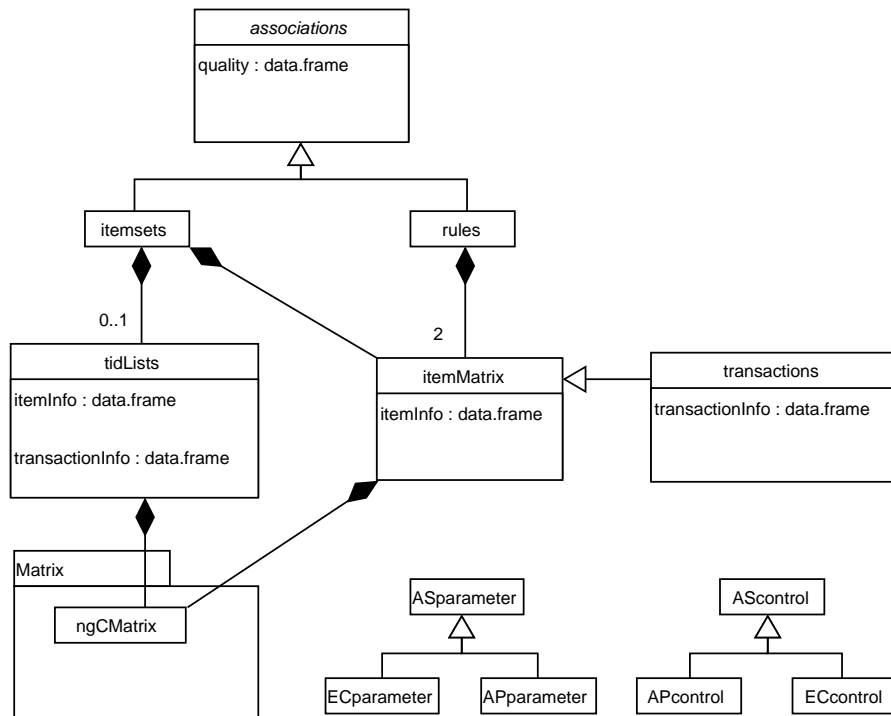 associations
quality : data.frame
itemsets
rules
0..1
2
tidLists
itemInfo : data.frame
transactionInfo : data.frame
itemMatrix
itemInfo : data.frame
transactions
transactionInfo : data.frame
Matrix
ngCMatrix
ASparameter
ECparameter
APparameter
AScontrol
APcontrol
ECcontrol